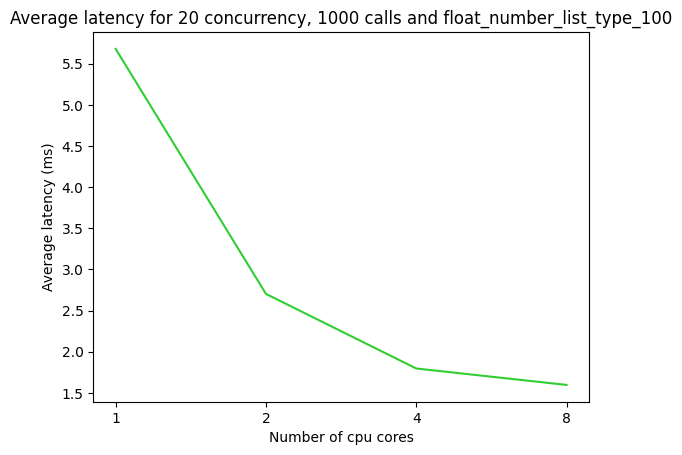 Average latency for 20 concurrency, 1000 calls and float_number_list_type_100
5.5
5.0
4.5
4.0
3.5
3.0
2.5
2.0
1.5
Average latency (ms)
1 2 4 8
Number of cpu cores